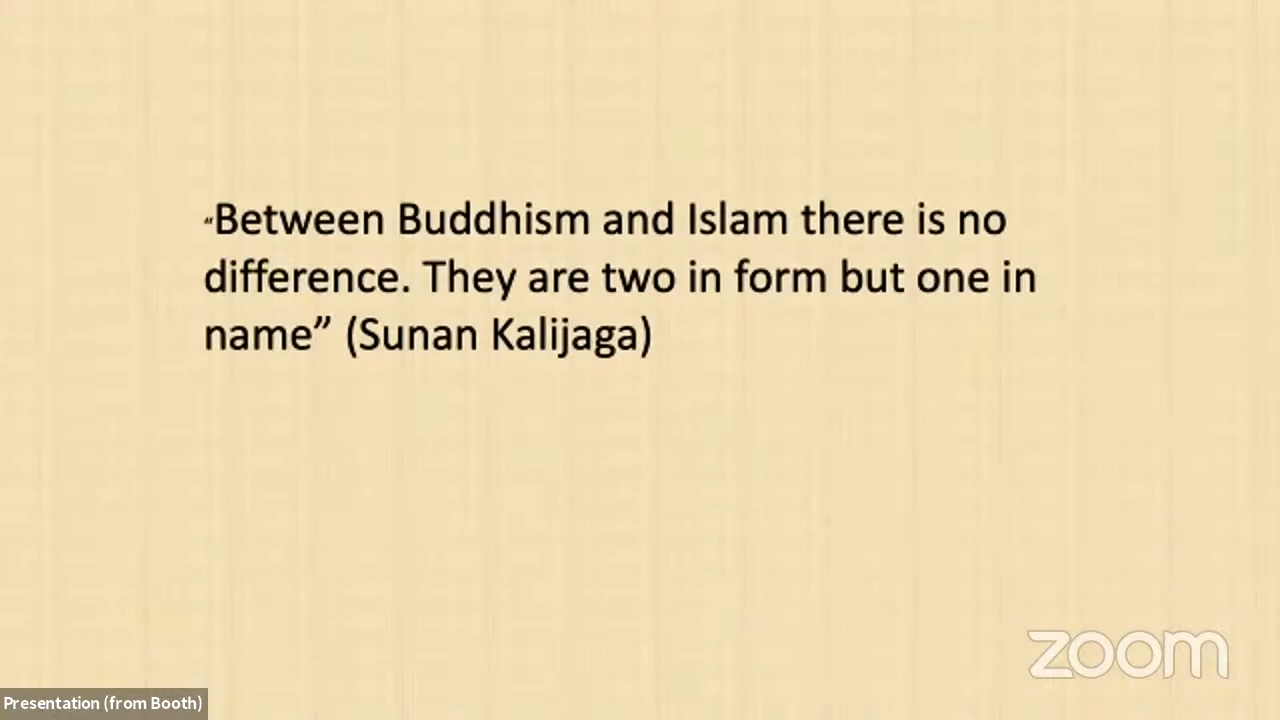 “Between Buddhism and Islam there is no
difference. They are two in form but one in
name” (Sunan Kalijaga)
zoom
Presentation (from Booth)